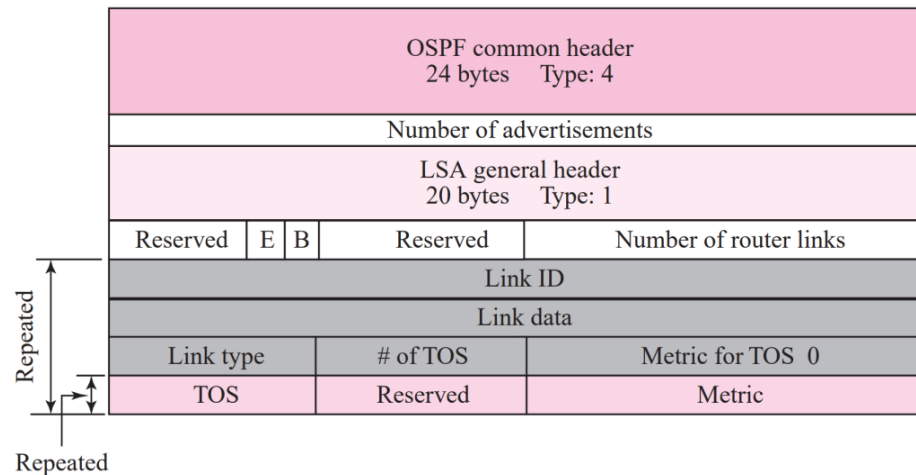 OSPF common header
24 bytes Type: 4
Number of advertisements
LSA general header
20 bytes Type: 1
Reserved E B Reserved Number of router links
Link ID
Link data
Link type # of TOS Metric for TOS 0
TOS Reserved Metric
Repeated
Repeated